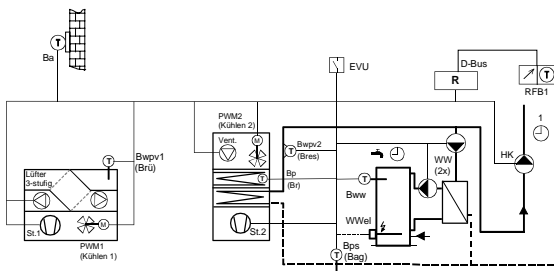 T
Ba
EVU
D-Bus
R
T
RFB1
1
PWM2
(Kühlen 2)
Vent.
M
Bwpv2
(Bres)
T
Bp
(Br)
T
Bwpv1
(Brü)
Lüfter
3-stufig
St.1
M
PWM1
(Kühlen 1)
St.2
T
Bww
WWel
T
Bps
(Bag)
WW
(2x)
HK